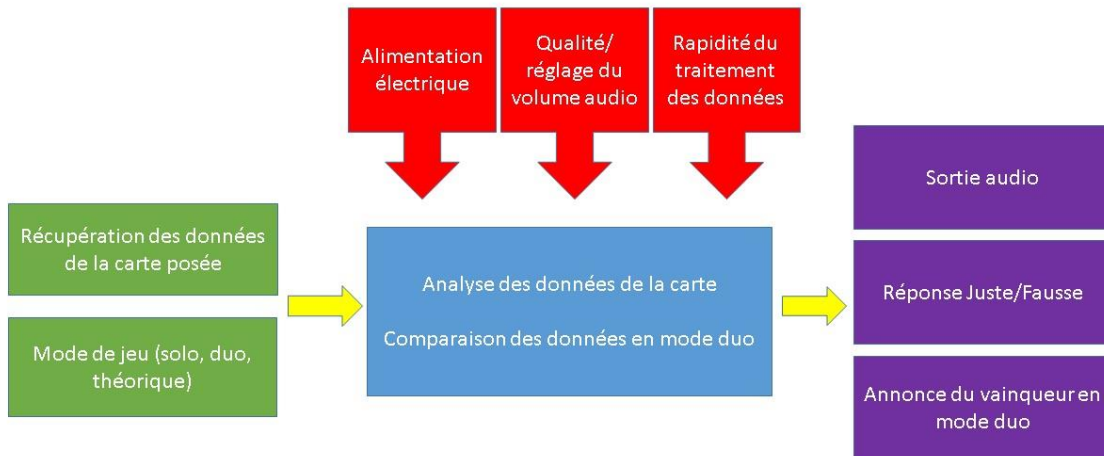 Alimentation
électrique
Qualité/
réglage du
volume audio
Rapidité du
traitement
des données
Récupération des données
de la carte posée
Mode de jeu (solo, duo,
théorique)
Analyse des données de la carte
Comparaison des données en mode duo
Sortie audio
Réponse Juste/Fausse
Annonce du vainqueur en
mode duo